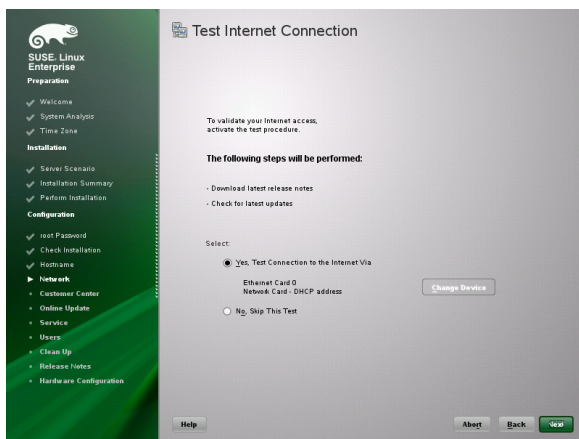 SUSE. Linux
Enterprise
Preparation
Welcome
System Analysis
Time Zone
Installation
Server Scenario
Installation Summary
Perform Installation
Configuration
root Password
Check Installation
Hostname
Network
Customer Center
Online Update
Service
Users
Clean Up
Release Notes
Hardware Configuration
Test Internet Connection
To validate your Internet access,
activate the test procedure.
The following steps will be performed:
- Download latest release notes
- Check for latest updates
Select:
Yes, Test Connection to the Internet Via
Ethernet Card 0
Network Card - DHCP address
Change Device
No, Skip This Test
Help
Abort
Back
Next